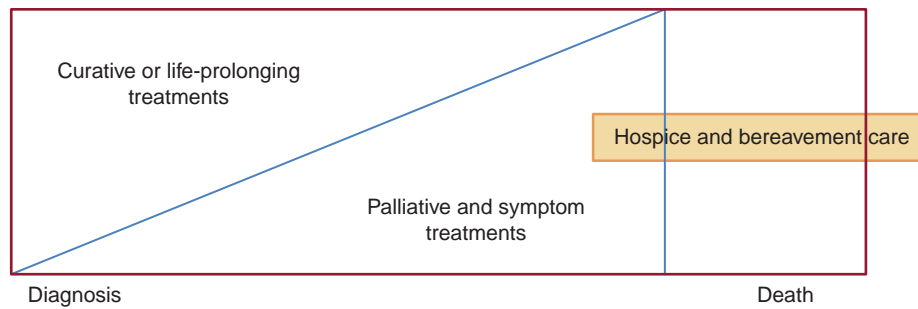 Curative or life-prolonging
treatments
Hospice and bereavement care
Palliative and symptom
treatments
Diagnosis
Death